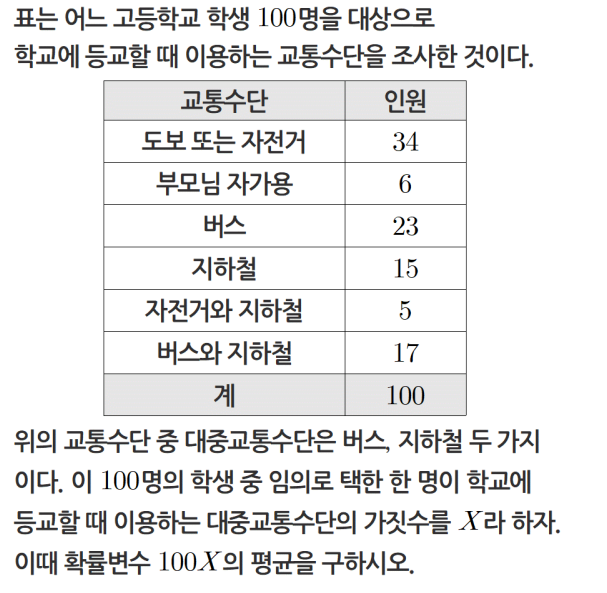 표는 어느 고등학교 학생 100명을 대상으로
학교에 등교할 때 이용하는 교통수단을 조사한 것이다.
교통수단 인원
도보 또는 자전거 34
부모님 자가용 6
버스 23
지하철 15
자전거와 지하철 5
버스와 지하철 17
계 100
위의 교통수단 중 대중교통수단은 버스, 지하철 두 가지
이다. 이 100명의 학생 중 임의로 택한 한 명이 학교에
등교할 때 이용하는 대중교통수단의 가짓수를 X라 하자.
이때 확률변수 100X의 평균을 구하시오.